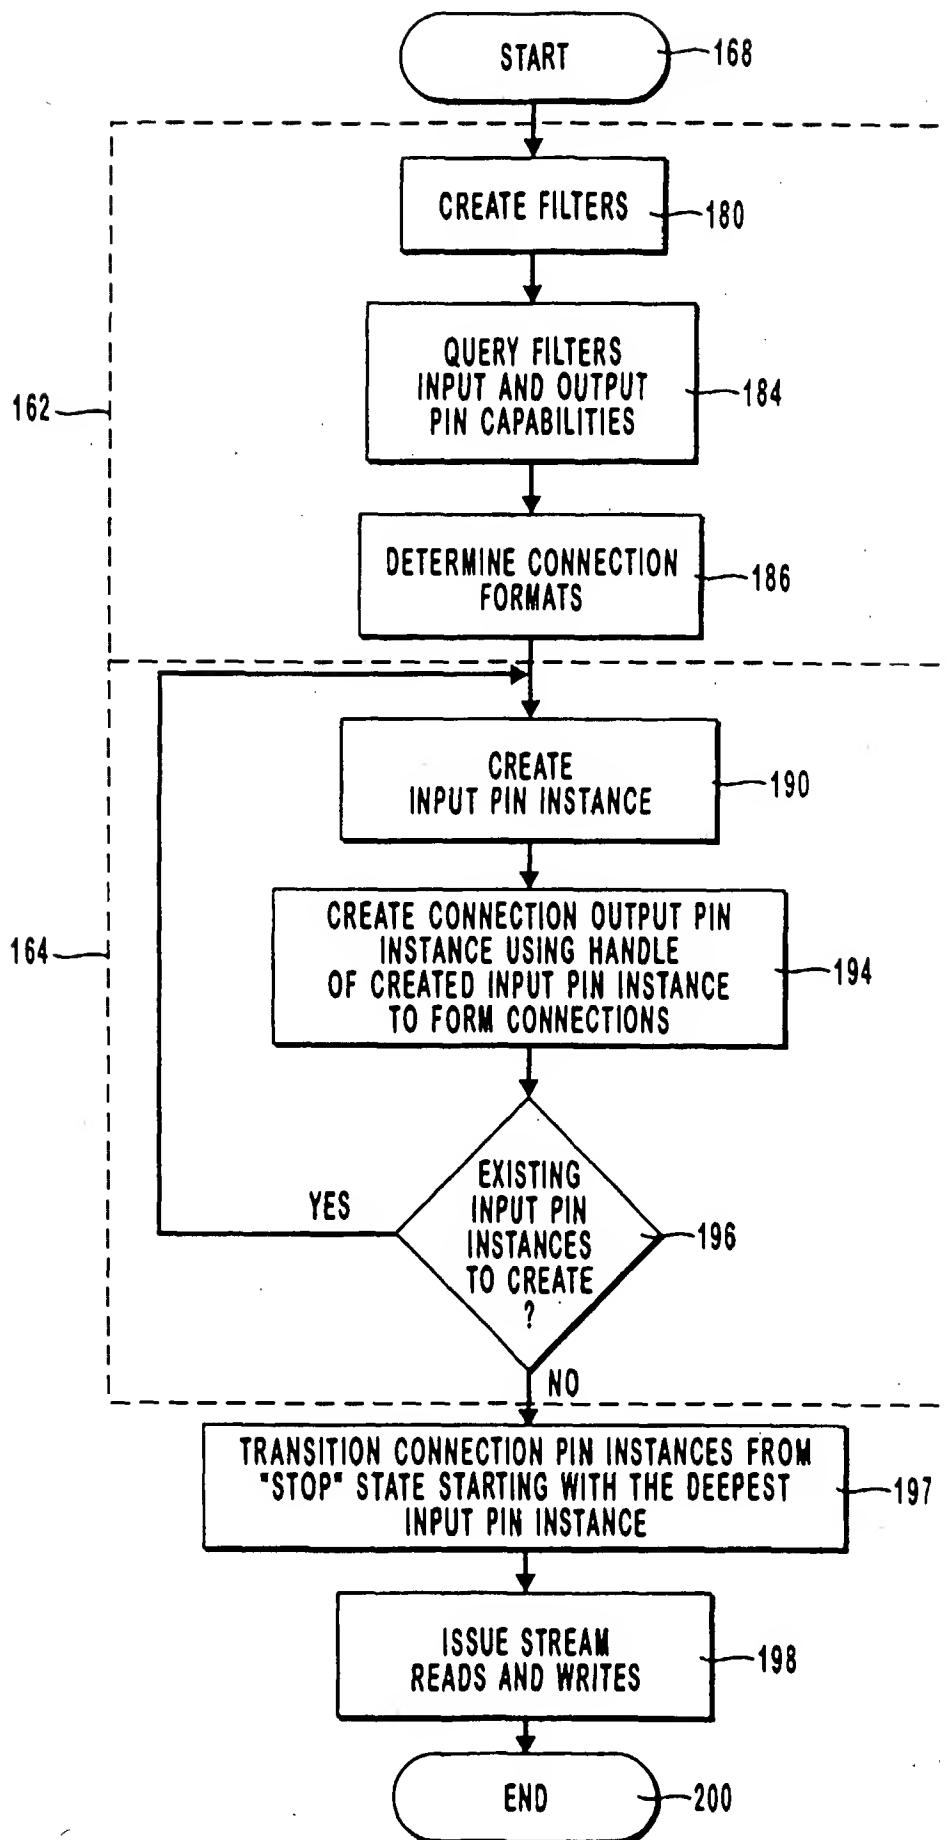 START
168
CREATE FILTERS
180
QUERY FILTERS
INPUT AND OUTPUT
PIN CAPABILITIES
184
162
DETERMINE CONNECTION
FORMATS
186
CREATE
INPUT PIN INSTANCE
190
CREATE CONNECTION OUTPUT PIN
INSTANCE USING HANDLE
OF CREATED INPUT PIN INSTANCE
TO FORM CONNECTIONS
194
164
EXISTING
INPUT PIN
INSTANCES
TO CREATE
?
196
YES
NO
TRANSITION CONNECTION PIN INSTANCES FROM
"STOP" STATE STARTING WITH THE DEEPEST
INPUT PIN INSTANCE
197
ISSUE STREAM
READS AND WRITES
198
END
200